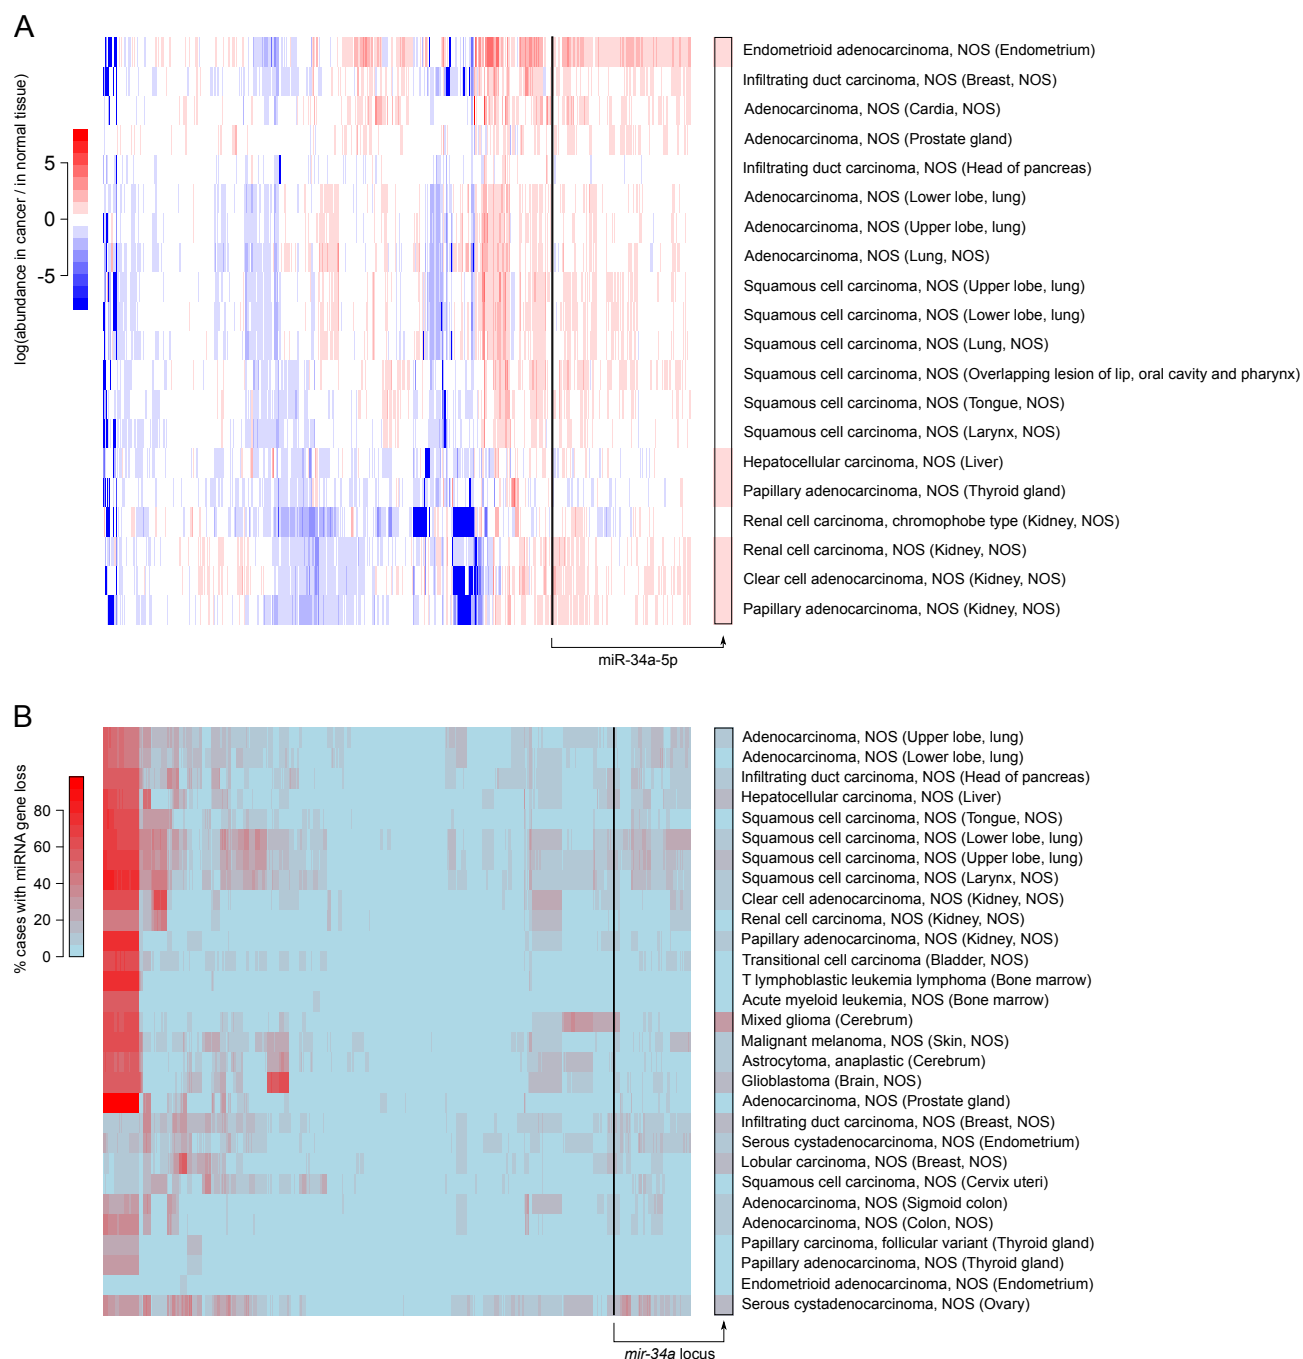 A
log(abundance in cancer / in normal tissue)
5
0
-5
Endometrioid adenocarcinoma, NOS (Endometrium)
Infiltrating duct carcinoma, NOS (Breast, NOS)
Adenocarcinoma, NOS (Cardia, NOS)
Adenocarcinoma, NOS (Prostate gland)
Infiltrating duct carcinoma, NOS (Head of pancreas)
Adenocarcinoma, NOS (Lower lobe, lung)
Adenocarcinoma, NOS (Upper lobe, lung)
Adenocarcinoma, NOS (Lung, NOS)
Squamous cell carcinoma, NOS (Upper lobe, lung)
Squamous cell carcinoma, NOS (Lower lobe, lung)
Squamous cell carcinoma, NOS (Lung, NOS)
Squamous cell carcinoma, NOS (Overlapping lesion of lip, oral cavity and pharynx)
Squamous cell carcinoma, NOS (Tongue, NOS)
Squamous cell carcinoma, NOS (Larynx, NOS)
Hepatocellular carcinoma, NOS (Liver)
Papillary adenocarcinoma, NOS (Thyroid gland)
Renal cell carcinoma, chromophobe type (Kidney, NOS)
Renal cell carcinoma, NOS (Kidney, NOS)
Clear cell adenocarcinoma, NOS (Kidney, NOS)
Papillary adenocarcinoma, NOS (Kidney, NOS)
miR-34a-5p
B
% cases with miRNA gene loss
80
60
40
20
0
Adenocarcinoma, NOS (Upper lobe, lung)
Adenocarcinoma, NOS (Lower lobe, lung)
Infiltrating duct carcinoma, NOS (Head of pancreas)
Hepatocellular carcinoma, NOS (Liver)
Squamous cell carcinoma, NOS (Tongue, NOS)
Squamous cell carcinoma, NOS (Lower lobe, lung)
Squamous cell carcinoma, NOS (Upper lobe, lung)
Squamous cell carcinoma, NOS (Larynx, NOS)
Clear cell adenocarcinoma, NOS (Kidney, NOS)
Renal cell carcinoma, NOS (Kidney, NOS)
Papillary adenocarcinoma, NOS (Kidney, NOS)
Transitional cell carcinoma (Bladder, NOS)
T lymphoblastic leukemia lymphoma (Bone marrow)
Acute myeloid leukemia, NOS (Bone marrow)
Mixed glioma (Cerebrum)
Malignant melanoma, NOS (Skin, NOS)
Astrocytoma, anaplastic (Cerebrum)
Glioblastoma (Brain, NOS)
Adenocarcinoma, NOS (Prostate gland)
Infiltrating duct carcinoma, NOS (Breast, NOS)
Serous cystadenocarcinoma, NOS (Endometrium)
Lobular carcinoma, NOS (Breast, NOS)
Squamous cell carcinoma, NOS (Cervix uteri)
Adenocarcinoma, NOS (Sigmoid colon)
Adenocarcinoma, NOS (Colon, NOS)
Papillary carcinoma, follicular variant (Thyroid gland)
Papillary adenocarcinoma, NOS (Thyroid gland)
Endometrioid adenocarcinoma, NOS (Endometrium)
Serous cystadenocarcinoma, NOS (Ovary)
mir-34a locus